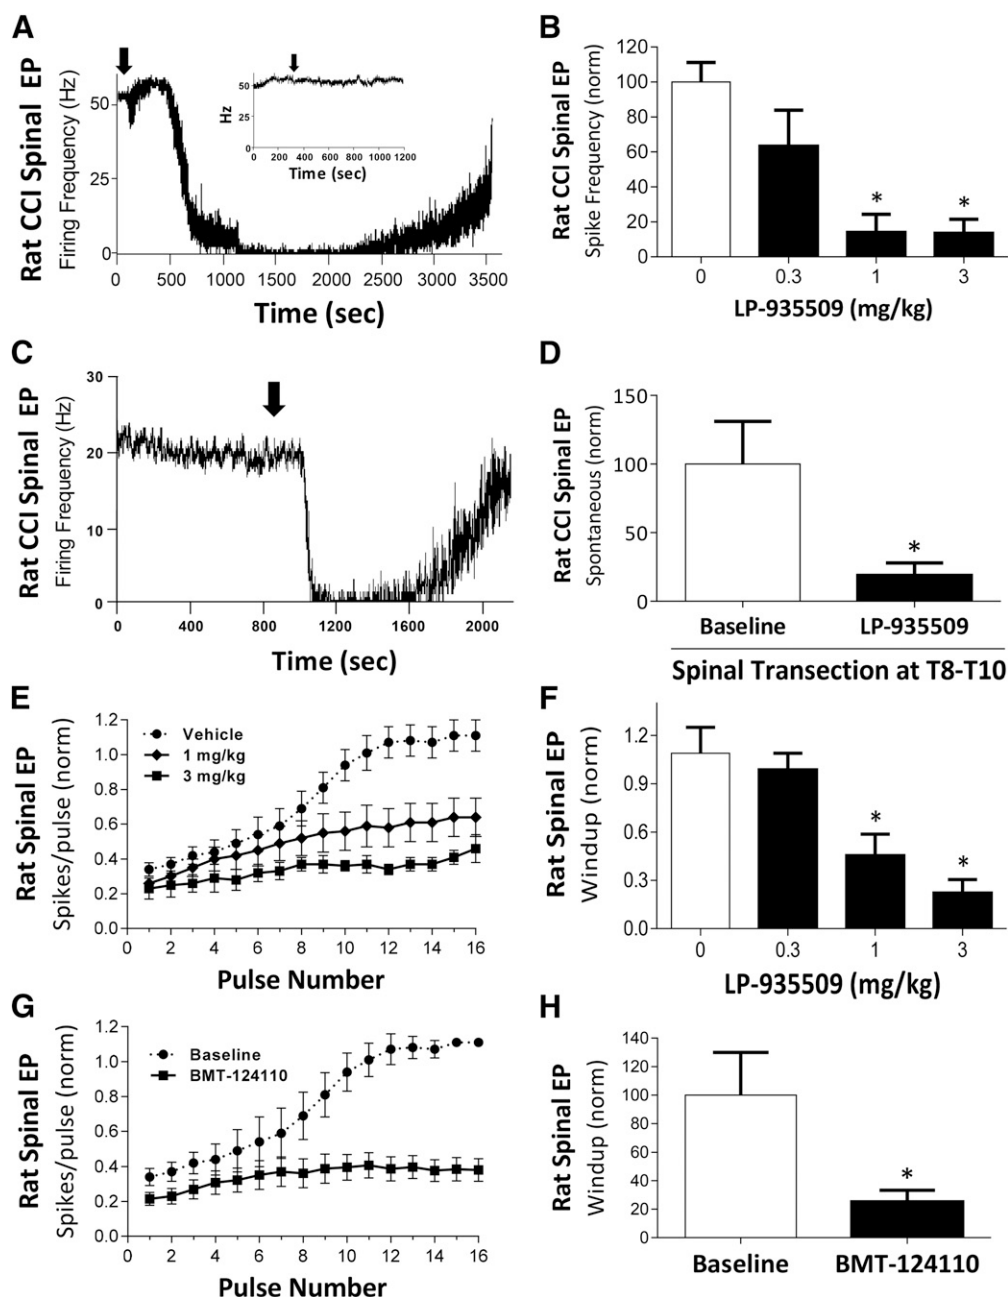 A
Rat CCI Spinal EP
Firing Frequency (Hz)
50
25
0
0 500 1000 1500 2000 2500 3000 3500
Time (sec)
Hz
50
25
0
0 200 400 600 800 1000 1200
Time (sec)
B
Rat CCI Spinal EP
Spike Frequency (norm)
120
100
80
60
40
20
0
* *
0 0.3 1 3
LP-935509 (mg/kg)
C
Rat CCI Spinal EP
Firing Frequency (Hz)
30
20
10
0
0 400 800 1200 1600 2000
Time (sec)
D
Rat CCI Spinal EP
Spontaneous (norm)
150
100
50
0
*
Baseline LP-935509
Spinal Transection at T8-T10
E
Rat Spinal EP
Spikes/pulse (norm)
1.2
1.0
0.8
0.6
0.4
0.2
0.0
Vehicle
1 mg/kg
3 mg/kg
0 2 4 6 8 10 12 14 16
Pulse Number
F
Rat Spinal EP
Windup (norm)
1.2
0.9
0.6
0.3
0.0
*
*
0 0.3 1 3
LP-935509 (mg/kg)
G
Rat Spinal EP
Spikes/pulse (norm)
1.2
1.0
0.8
0.6
0.4
0.2
0.0
Baseline
BMT-124110
0 2 4 6 8 10 12 14 16
Pulse Number
H
Rat Spinal EP
Windup (norm)
140
120
100
80
60
40
20
0
*
Baseline BMT-124110